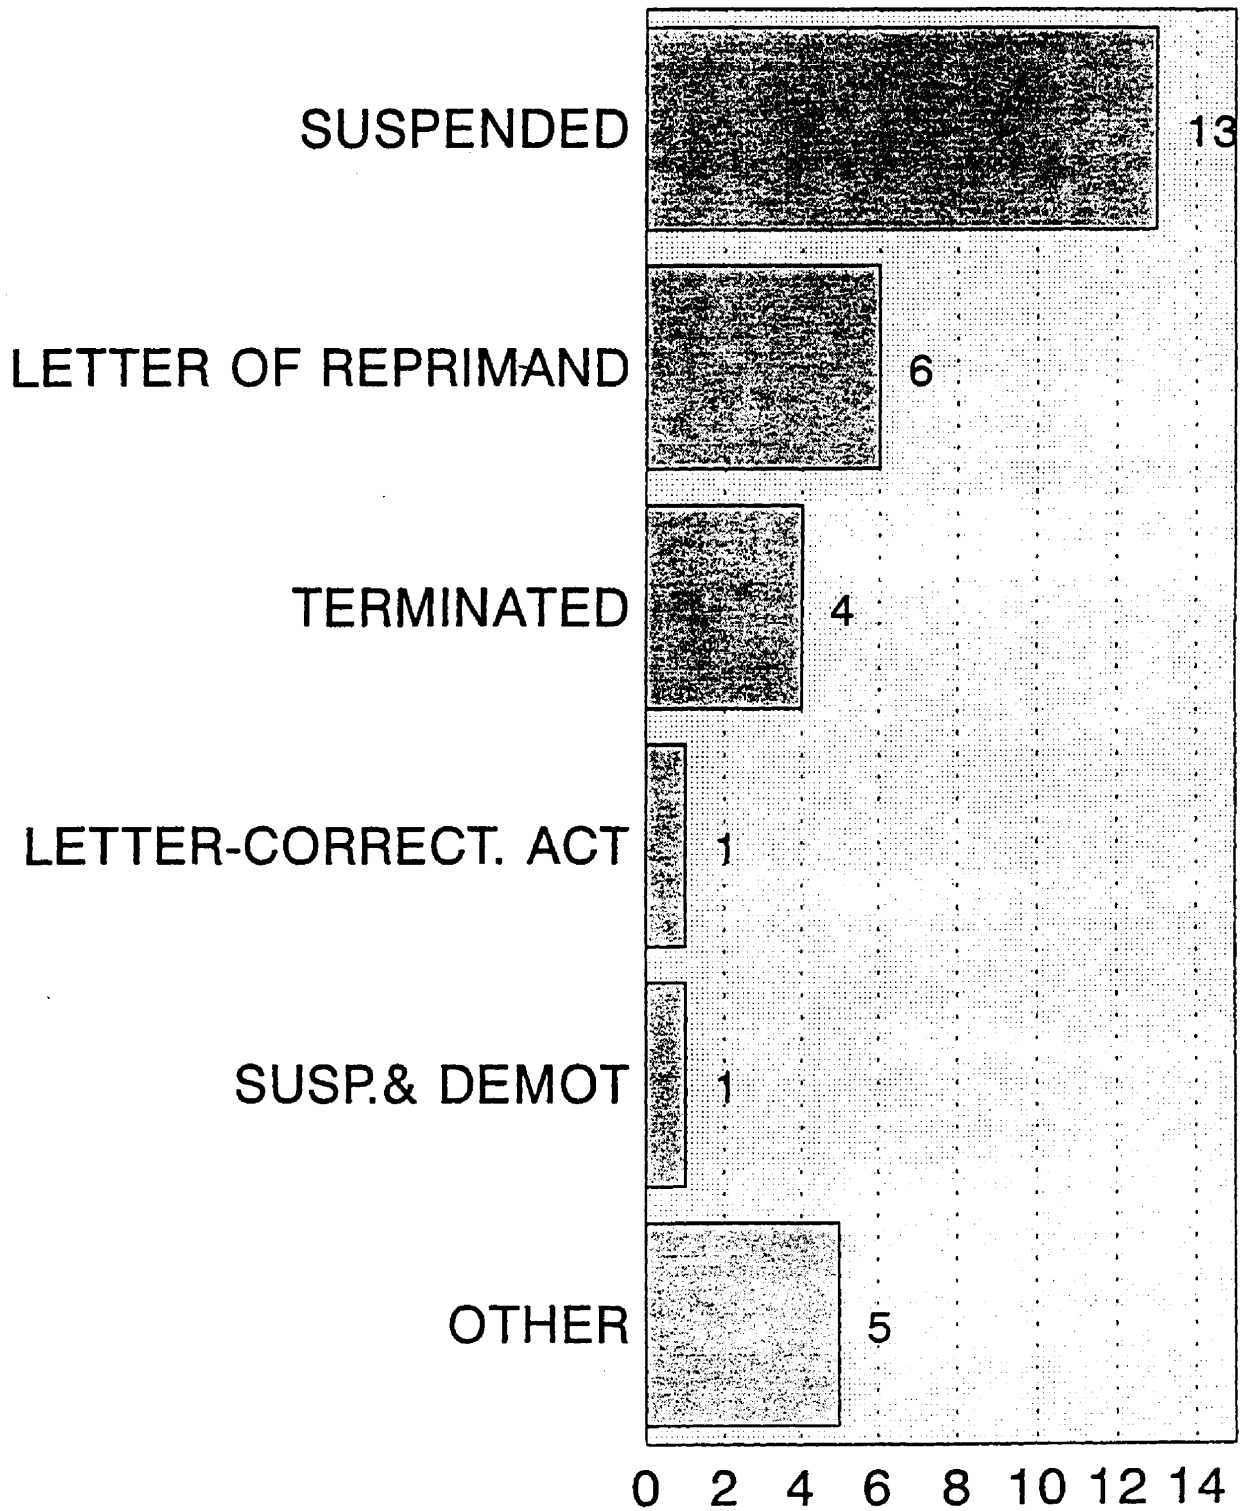 SUSPENDED 13
LETTER OF REPRIMAND 6
TERMINATED 4
LETTER-CORRECT. ACT 1
SUSP.& DEMOT 1
OTHER 5
0 2 4 6 8 10 12 14